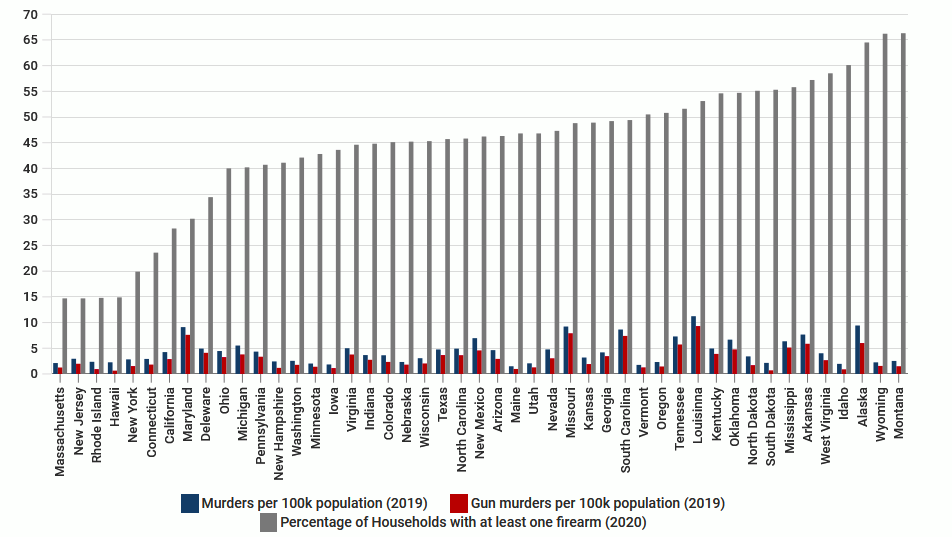 70
65
60
55
50
45
40
35
30
25
20
15
10
5
0
Massachusetts
New Jersey
Rhode Island
Hawaii
New York
Connecticut
California
Maryland
Deleware
Ohio
Michigan
Pennsylvania
New Hampshire
Washington
Minnesota
Iowa
Virginia
Indiana
Colorado
Nebraska
Wisconsin
Texas
North Carolina
New Mexico
Arizona
Maine
Utah
Nevada
Missouri
Kansas
Georgia
South Carolina
Vermont
Oregon
Tennessee
Louisinna
Kentucky
Oklahoma
North Dakota
South Dakota
Mississippi
Arkansas
West Virginia
Idaho
Alaska
Wyoming
Montana
Murders per 100k population (2019) Gun murders per 100k population (2019)
Percentage of Households with at least one firearm (2020)